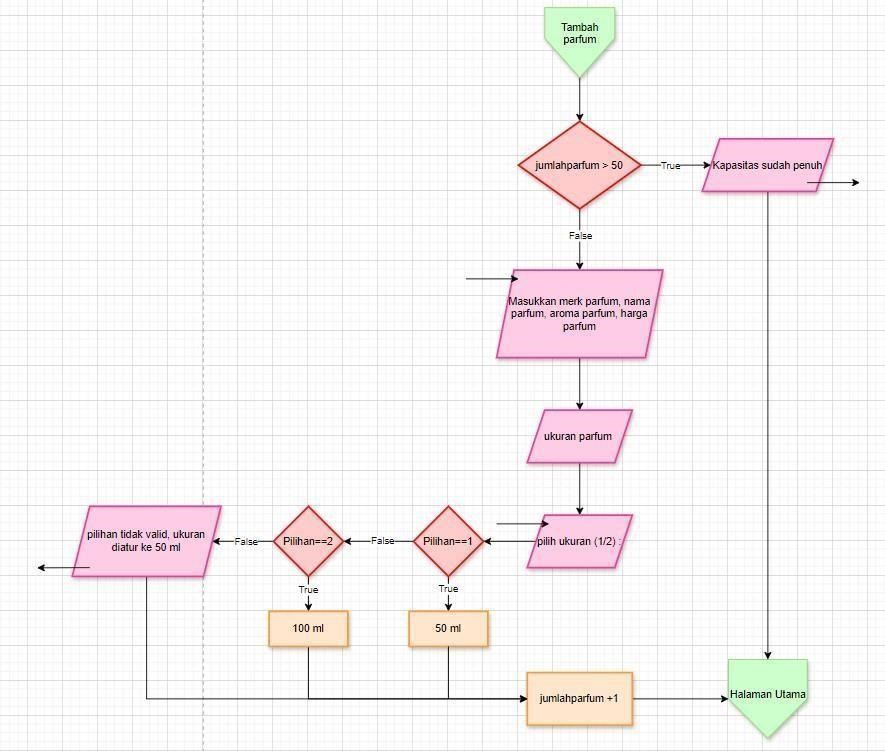 Tambah
parfum
jumlahparfum > 50
True
Kapasitas sudah penuh
False
Masukkan merk parfum, nama
parfum, aroma parfum, harga
parfum
ukuran parfum
pilih ukuran (1/2) :
Pilihan==1
False
Pilihan==2
False
pilihan tidak valid, ukuran
diatur ke 50 ml
True
True
100 ml
50 ml
jumlahparfum +1
Halaman Utama